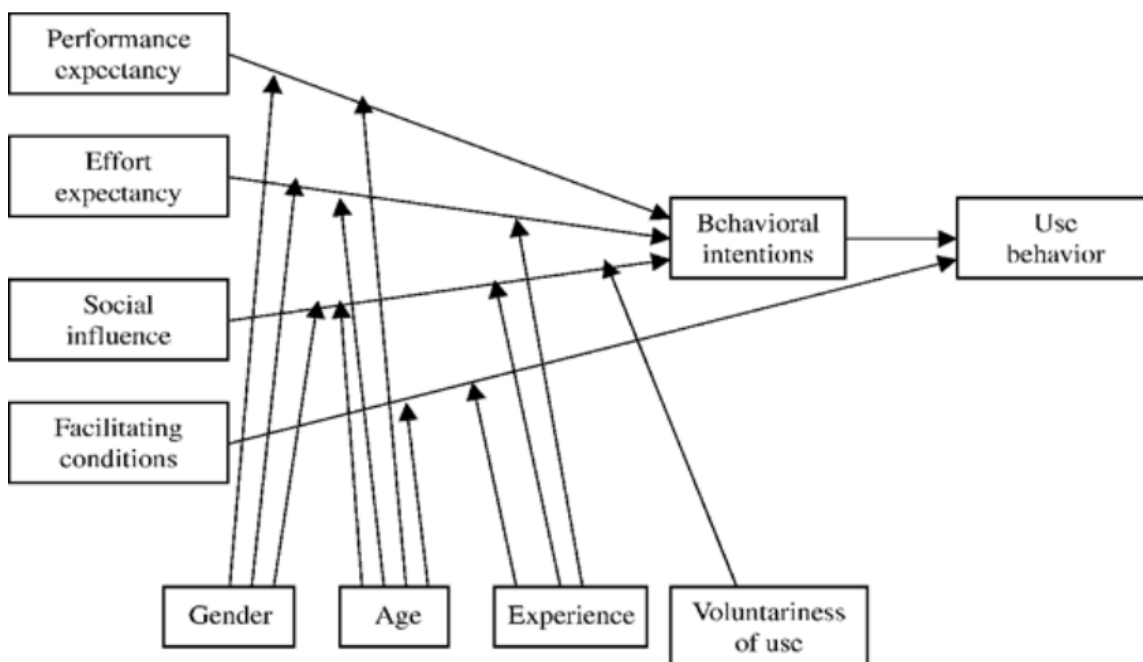 Performance
expectancy
Effort
expectancy
Social
influence
Facilitating
conditions
Behavioral
intentions
Use
behavior
Gender
Age
Experience
Voluntariness
of use